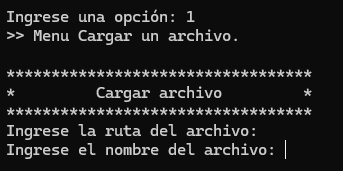 Ingrese una opción: 1
>> Menu Cargar un archivo.
**********************************
*         Cargar archivo         *
**********************************
Ingrese la ruta del archivo:
Ingrese el nombre del archivo: